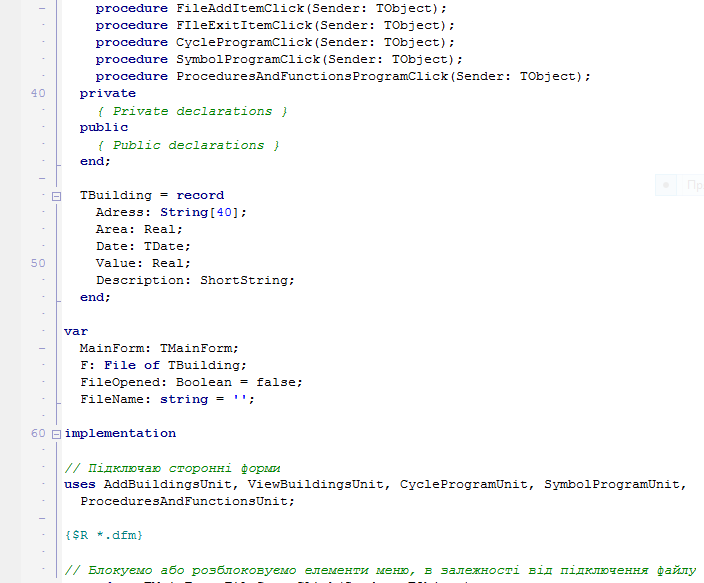 procedure FileAddItemClick(Sender: TObject);
procedure FIleExitItemClick(Sender: TObject);
procedure CycleProgramClick(Sender: TObject);
procedure SymbolProgramClick(Sender: TObject);
procedure ProceduresAndFunctionsProgramClick(Sender: TObject);
40 private
{ Private declarations }
public
{ Public declarations }
end;
TBuilding = record
Adress: String[40];
Area: Real;
Date: TDate;
50 Value: Real;
Description: ShortString;
end;
var
MainForm: TMainForm;
F: File of TBuilding;
FileOpened: Boolean = false;
FileName: string = '';
60 implementation
// Підключаю сторонні форми
uses AddBuildingsUnit, ViewBuildingsUnit, CycleProgramUnit, SymbolProgramUnit,
ProceduresAndFunctionsUnit;
{$R *.dfm}
// Блокуємо або розблоковуємо елементи меню, в залежності від підключення файлу